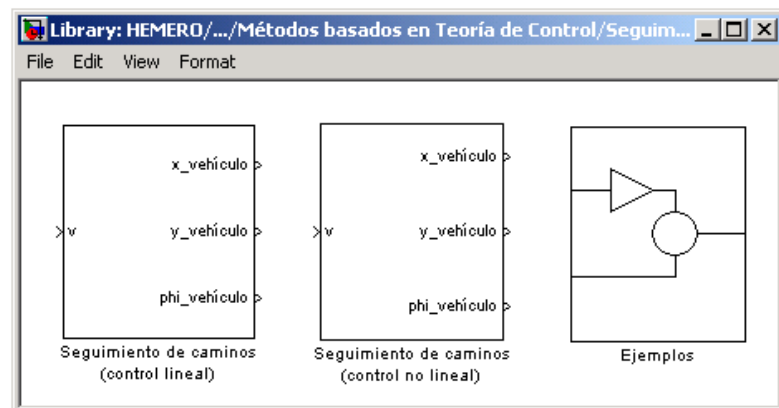 Library: HEMERO/.../Métodos basados en Teoría de Control/Seguim...
File Edit View Format
x_vehículo
v
y_vehículo
phi_vehículo
Seguimiento de caminos
(control lineal)
x_vehículo
v
y_vehículo
phi_vehículo
Seguimiento de caminos
(control no lineal)
Ejemplos